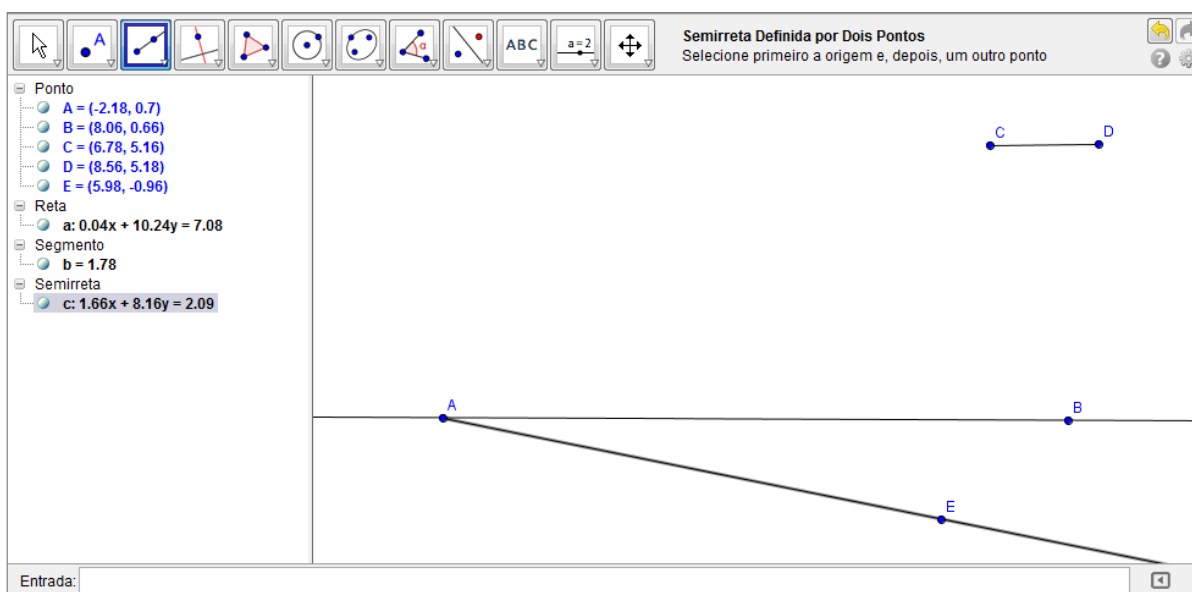 A
α
ABC
a=2
Semirreta Definida por Dois Pontos
Selecione primeiro a origem e, depois, um outro ponto
?
Ponto
A = (-2.18, 0.7)
B = (8.06, 0.66)
C = (6.78, 5.16)
D = (8.56, 5.18)
E = (5.98, -0.96)
Reta
a: 0.04x + 10.24y = 7.08
Segmento
b = 1.78
Semirreta
c: 1.66x + 8.16y = 2.09
C
D
A
B
E
Entrada: